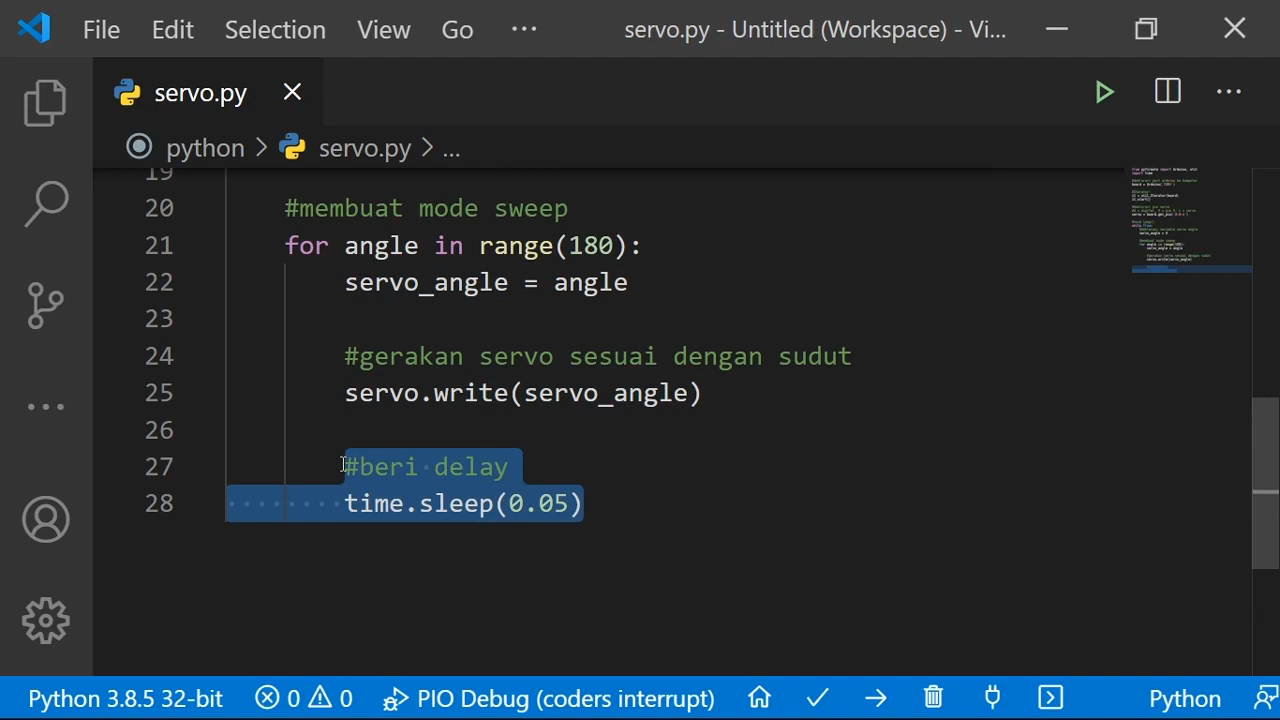 File Edit Selection View Go ··· servo.py - Untitled (Workspace) - Vi...
servo.py
python > servo.py > ...
19
20 #membuat mode sweep
21 for angle in range(180):
22 servo_angle = angle
23
24 #gerakan servo sesuai dengan sudut
25 servo.write(servo_angle)
26
27 #beri delay
28 time.sleep(0.05)
Python 3.8.5 32-bit 0 0 PIO Debug (coders interrupt) Python